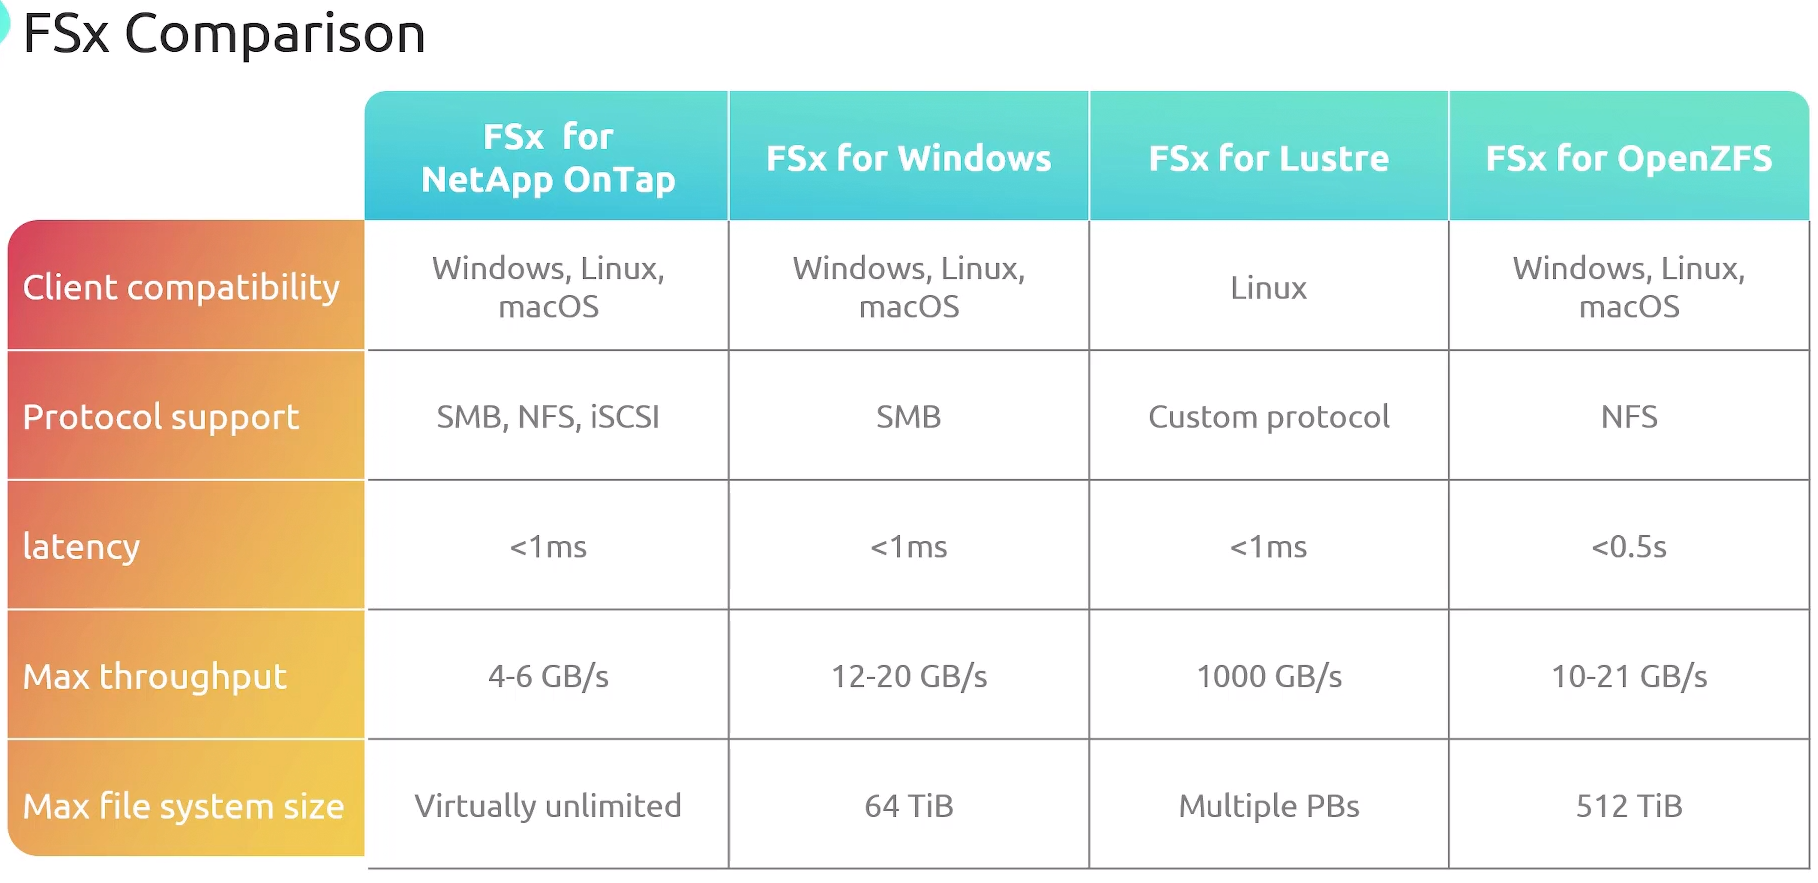 FSx Comparison
FSx for
NetApp OnTap
FSx for Windows
FSx for Lustre
FSx for OpenZFS
Client compatibility
Windows, Linux,
macOS
Windows, Linux,
macOS
Linux
Windows, Linux,
macOS
Protocol support
SMB, NFS, iSCSI
SMB
Custom protocol
NFS
latency
<1ms
<1ms
<1ms
<0.5s
Max throughput
4-6 GB/s
12-20 GB/s
1000 GB/s
10-21 GB/s
Max file system size
Virtually unlimited
64 TiB
Multiple PBs
512 TiB